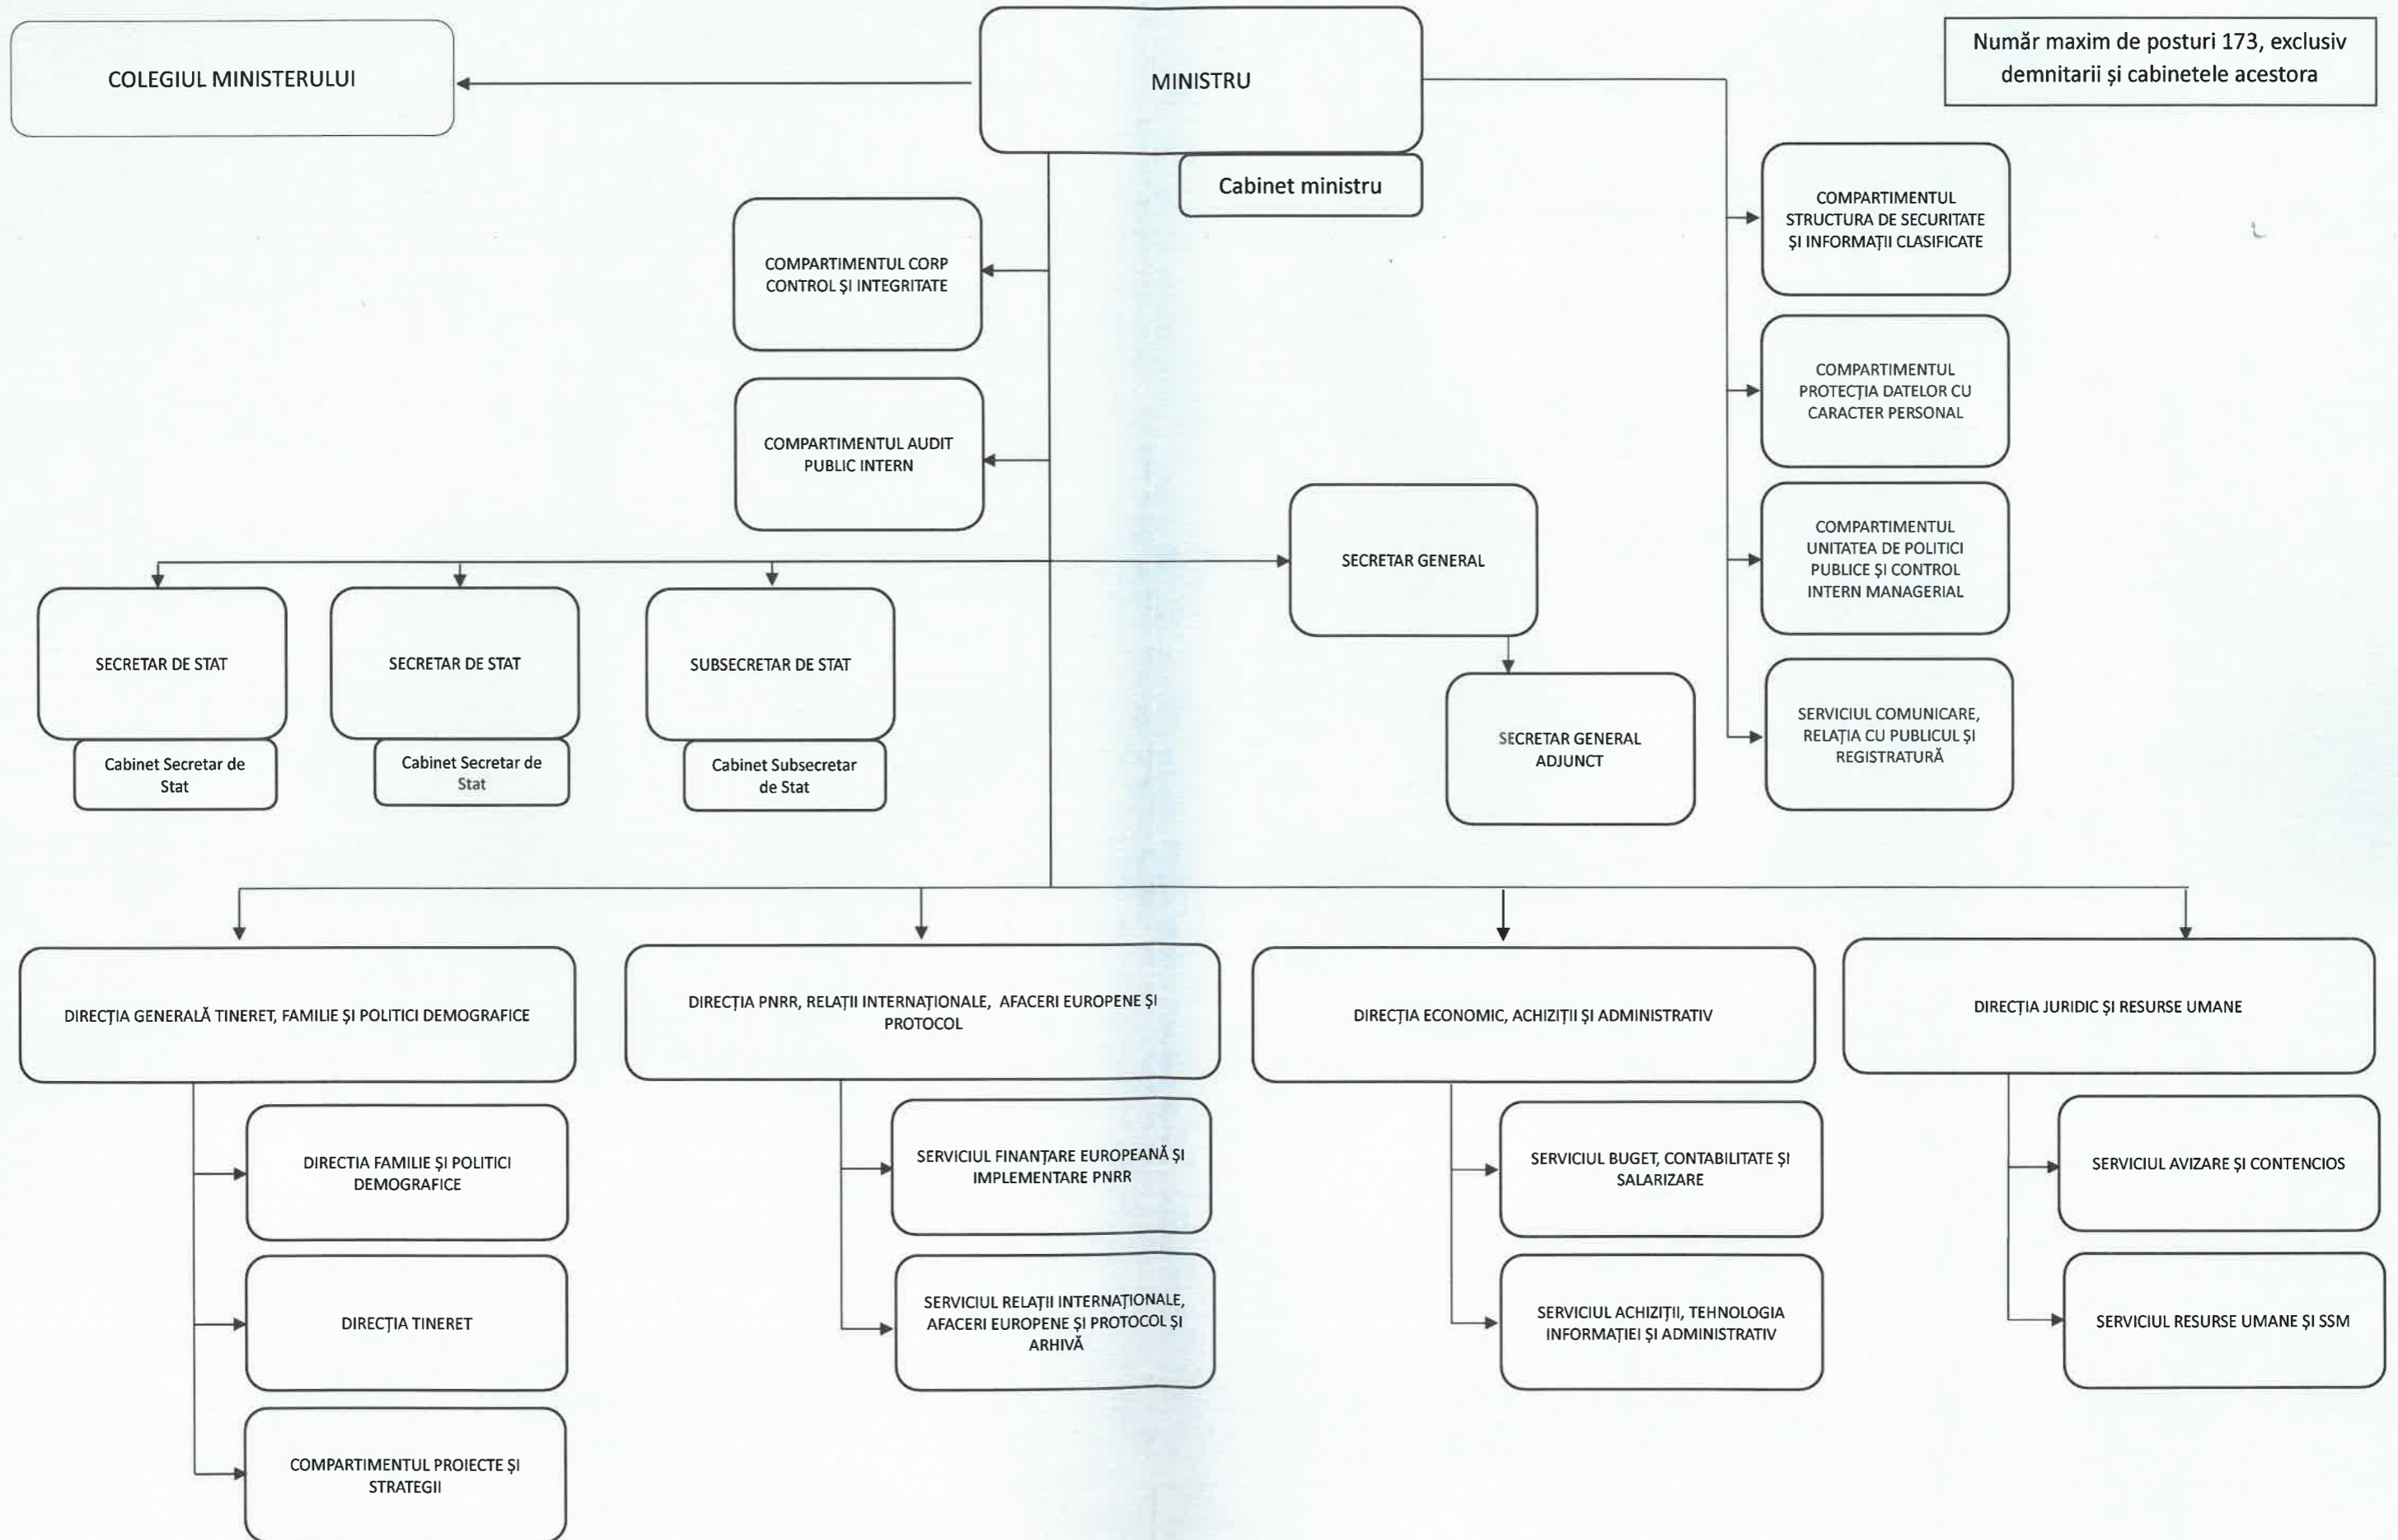 COLEGIUL MINISTERULUI
MINISTRU
Număr maxim de posturi 173, exclusiv
demnitarii și cabinetele acestora
Cabinet ministru
COMPARTIMENTUL
STRUCTURA DE SECURITATE
ȘI INFORMAȚII CLASIFICATE
COMPARTIMENTUL CORP
CONTROL ȘI INTEGRITATE
COMPARTIMENTUL
PROTECȚIA DATELOR CU
CARACTER PERSONAL
COMPARTIMENTUL AUDIT
PUBLIC INTERN
COMPARTIMENTUL
UNITATEA DE POLITICI
PUBLICE ȘI CONTROL
INTERN MANAGERIAL
SECRETAR GENERAL
SECRETAR DE STAT
SECRETAR DE STAT
SUBSECRETAR DE STAT
SECRETAR GENERAL
ADJUNCT
SERVICIUL COMUNICARE,
RELAȚIA CU PUBLICUL ȘI
REGISTRATURĂ
Cabinet Secretar de
Stat
Cabinet Secretar de
Stat
Cabinet Subsecretar
de Stat
DIRECȚIA GENERALĂ TINERET, FAMILIE ȘI POLITICI DEMOGRAFICE
DIRECȚIA PNRR, RELAȚII INTERNAȚIONALE, AFACERI EUROPENE ȘI
PROTOCOL
DIRECȚIA ECONOMIC, ACHIZIȚII ȘI ADMINISTRATIV
DIRECȚIA JURIDIC ȘI RESURSE UMANE
DIRECTIA FAMILIE ȘI POLITICI
DEMOGRAFICE
SERVICIUL FINANȚARE EUROPEANĂ ȘI
IMPLEMENTARE PNRR
SERVICIUL BUGET, CONTABILITATE ȘI
SALARIZARE
SERVICIUL AVIZARE ȘI CONTENCIOS
DIRECȚIA TINERET
SERVICIUL RELAȚII INTERNAȚIONALE,
AFACERI EUROPENE ȘI PROTOCOL ȘI
ARHIVĂ
SERVICIUL ACHIZIȚII, TEHNOLOGIA
INFORMAȚIEI ȘI ADMINISTRATIV
SERVICIUL RESURSE UMANE ȘI SSM
COMPARTIMENTUL PROIECTE ȘI
STRATEGII